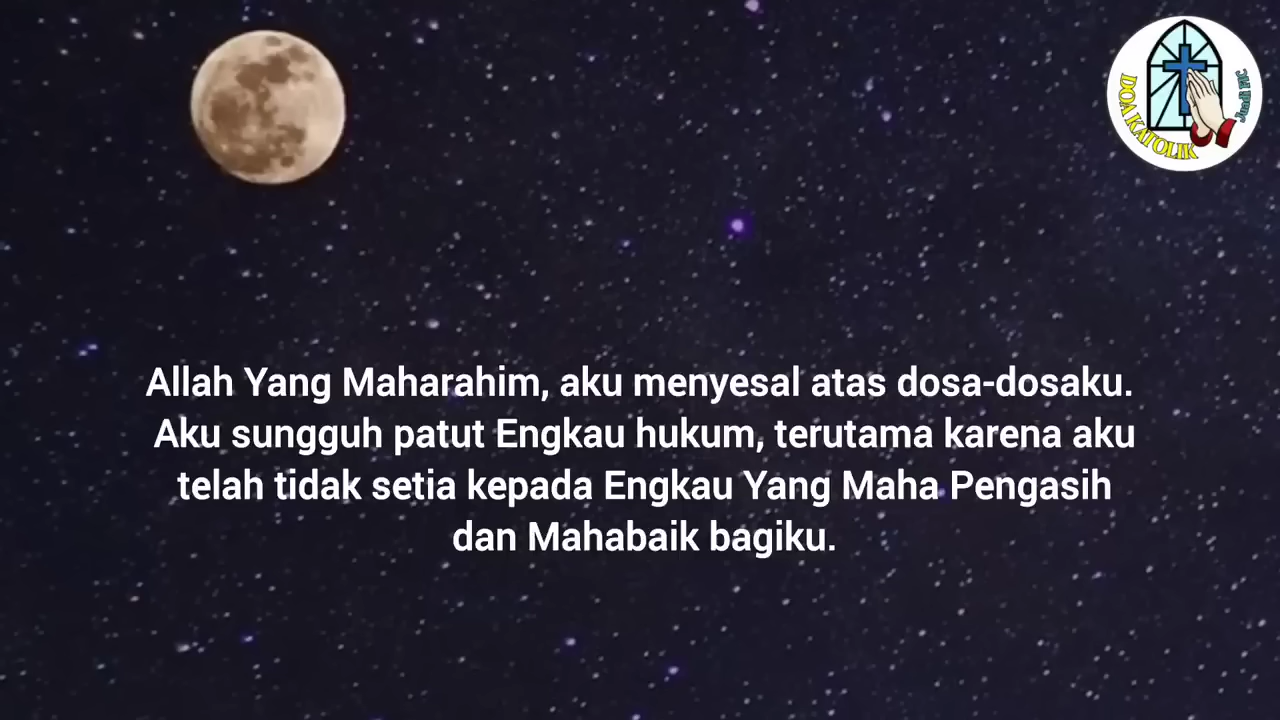 DOA KATOLIK
Allah Yang Maharahim, aku menyesal atas dosa-dosaku.
Aku sungguh patut Engkau hukum, terutama karena aku
telah tidak setia kepada Engkau Yang Maha Pengasih
dan Mahabaik bagiku.